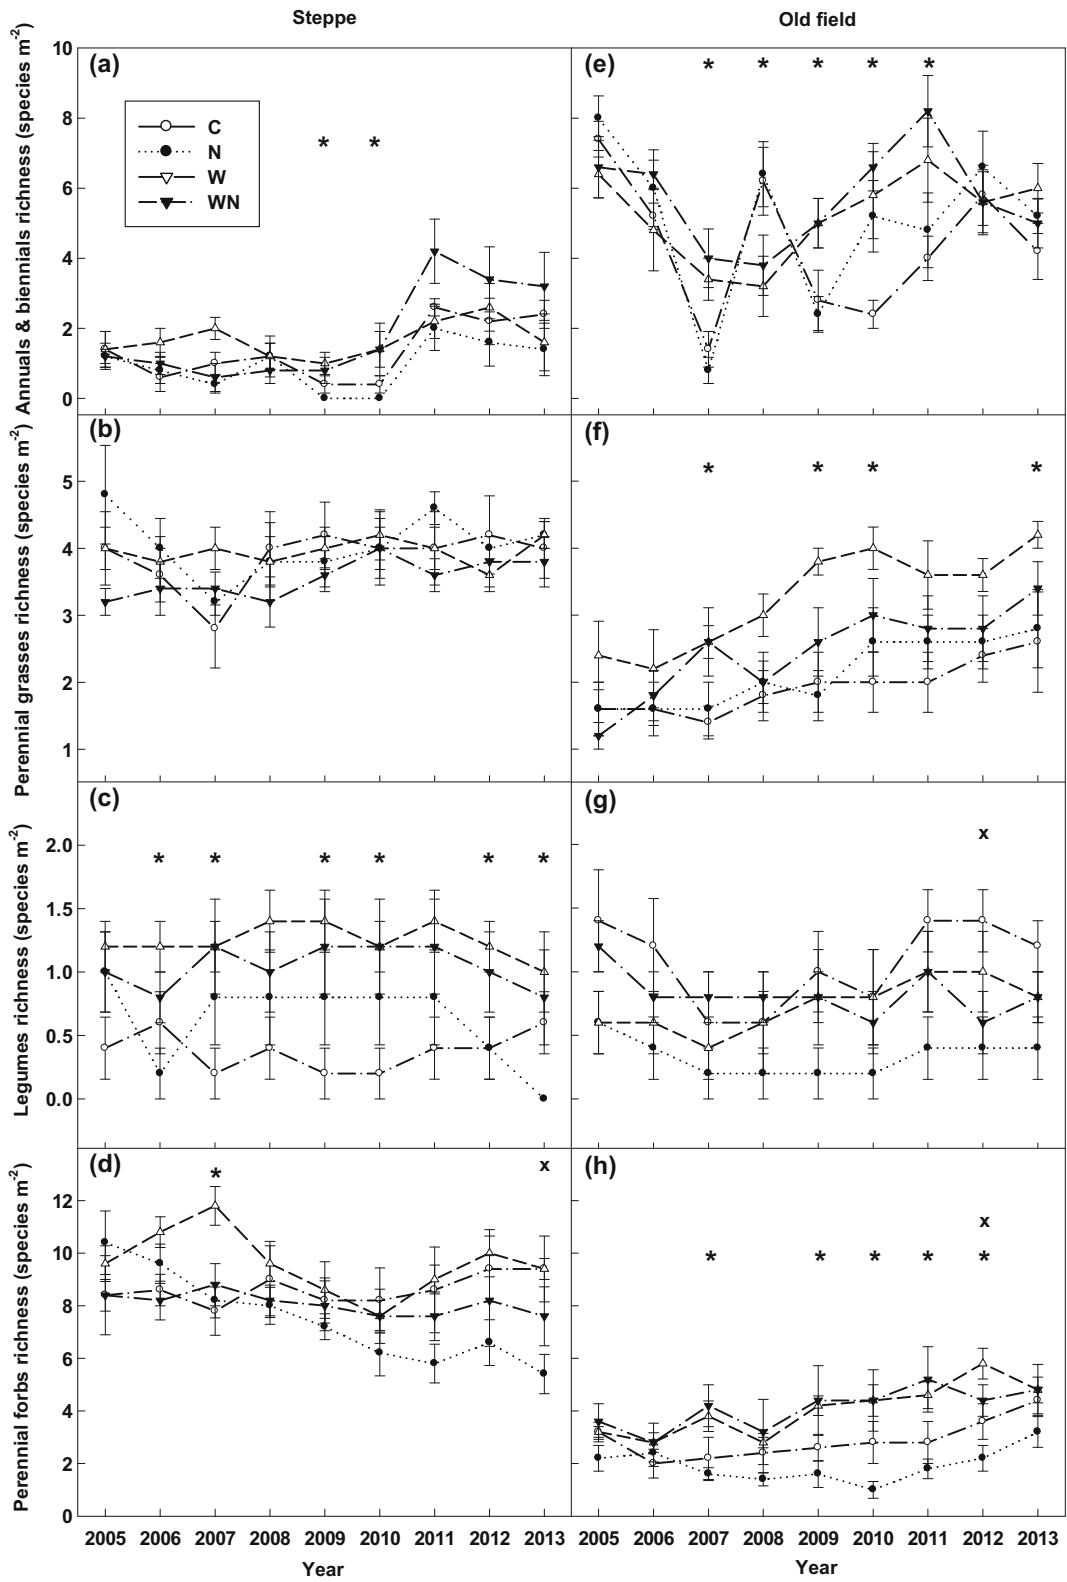 Steppe
Old field
Annuals & biennials richness (species m-2)
10
8
6
4
2
0
(a)
C
N
W
WN
* *
(e)
* * * * *
Perennial grasses richness (species m-2)
5
4
3
2
1
(b)
(f)
* * * *
Legumes richness (species m-2)
2.0
1.5
1.0
0.5
0.0
(c)
* * * * * *
(g)
x
Perennial forbs richness (species m-2)
12
10
8
6
4
2
0
(d)
*
x
(h)
x
* * * * *
2005 2006 2007 2008 2009 2010 2011 2012 2013
Year
2005 2006 2007 2008 2009 2010 2011 2012 2013
Year